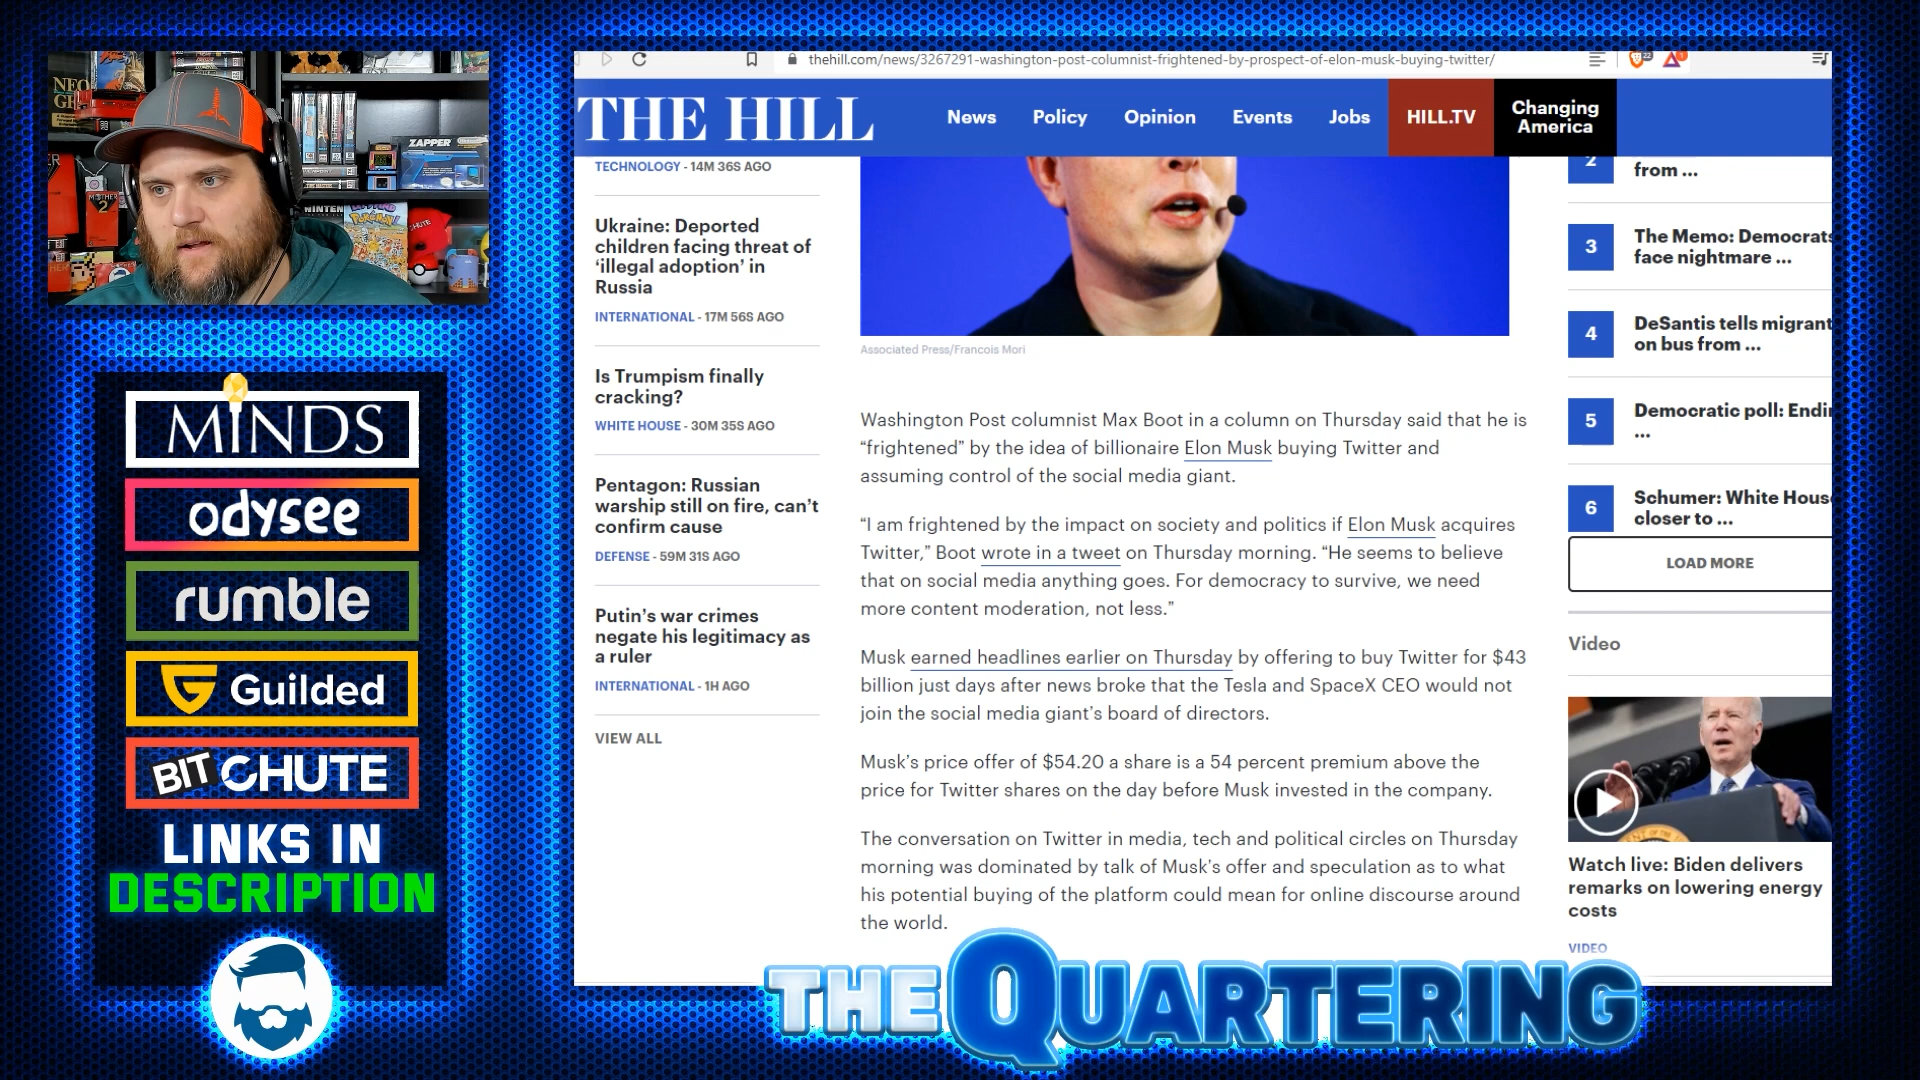 NEO
GE
MOTHER
2
NINTEN
POKÉMON
CHUTE
ZAPPER
MINDS
odysee
rumble
Guilded
BITCHUTE
LINKS IN
DESCRIPTION
thehill.com/news/3267291-washington-post-columnist-frightened-by-prospect-of-elon-musk-buying-twitter/
22
1
THE HILL
News
Policy
Opinion
Events
Jobs
HILL.TV
Changing
America
TECHNOLOGY - 14M 36S AGO
Ukraine: Deported
children facing threat of
‘illegal adoption’ in
Russia
INTERNATIONAL - 17M 56S AGO
Is Trumpism finally
cracking?
WHITE HOUSE - 30M 35S AGO
Pentagon: Russian
warship still on fire, can’t
confirm cause
DEFENSE - 59M 31S AGO
Putin’s war crimes
negate his legitimacy as
a ruler
INTERNATIONAL - 1H AGO
VIEW ALL
Associated Press/Francois Mori
Washington Post columnist Max Boot in a column on Thursday said that he is
“frightened” by the idea of billionaire Elon Musk buying Twitter and
assuming control of the social media giant.
“I am frightened by the impact on society and politics if Elon Musk acquires
Twitter,” Boot wrote in a tweet on Thursday morning. “He seems to believe
that on social media anything goes. For democracy to survive, we need
more content moderation, not less.”
Musk earned headlines earlier on Thursday by offering to buy Twitter for $43
billion just days after news broke that the Tesla and SpaceX CEO would not
join the social media giant’s board of directors.
Musk’s price offer of $54.20 a share is a 54 percent premium above the
price for Twitter shares on the day before Musk invested in the company.
The conversation on Twitter in media, tech and political circles on Thursday
morning was dominated by talk of Musk’s offer and speculation as to what
his potential buying of the platform could mean for online discourse around
the world.
2
from ...
3
The Memo: Democrats
face nightmare ...
4
DeSantis tells migrant
on bus from ...
5
Democratic poll: Endi
...
6
Schumer: White Hous
closer to ...
LOAD MORE
Video
Watch live: Biden delivers
remarks on lowering energy
costs
VIDEO
THE QUARTERING